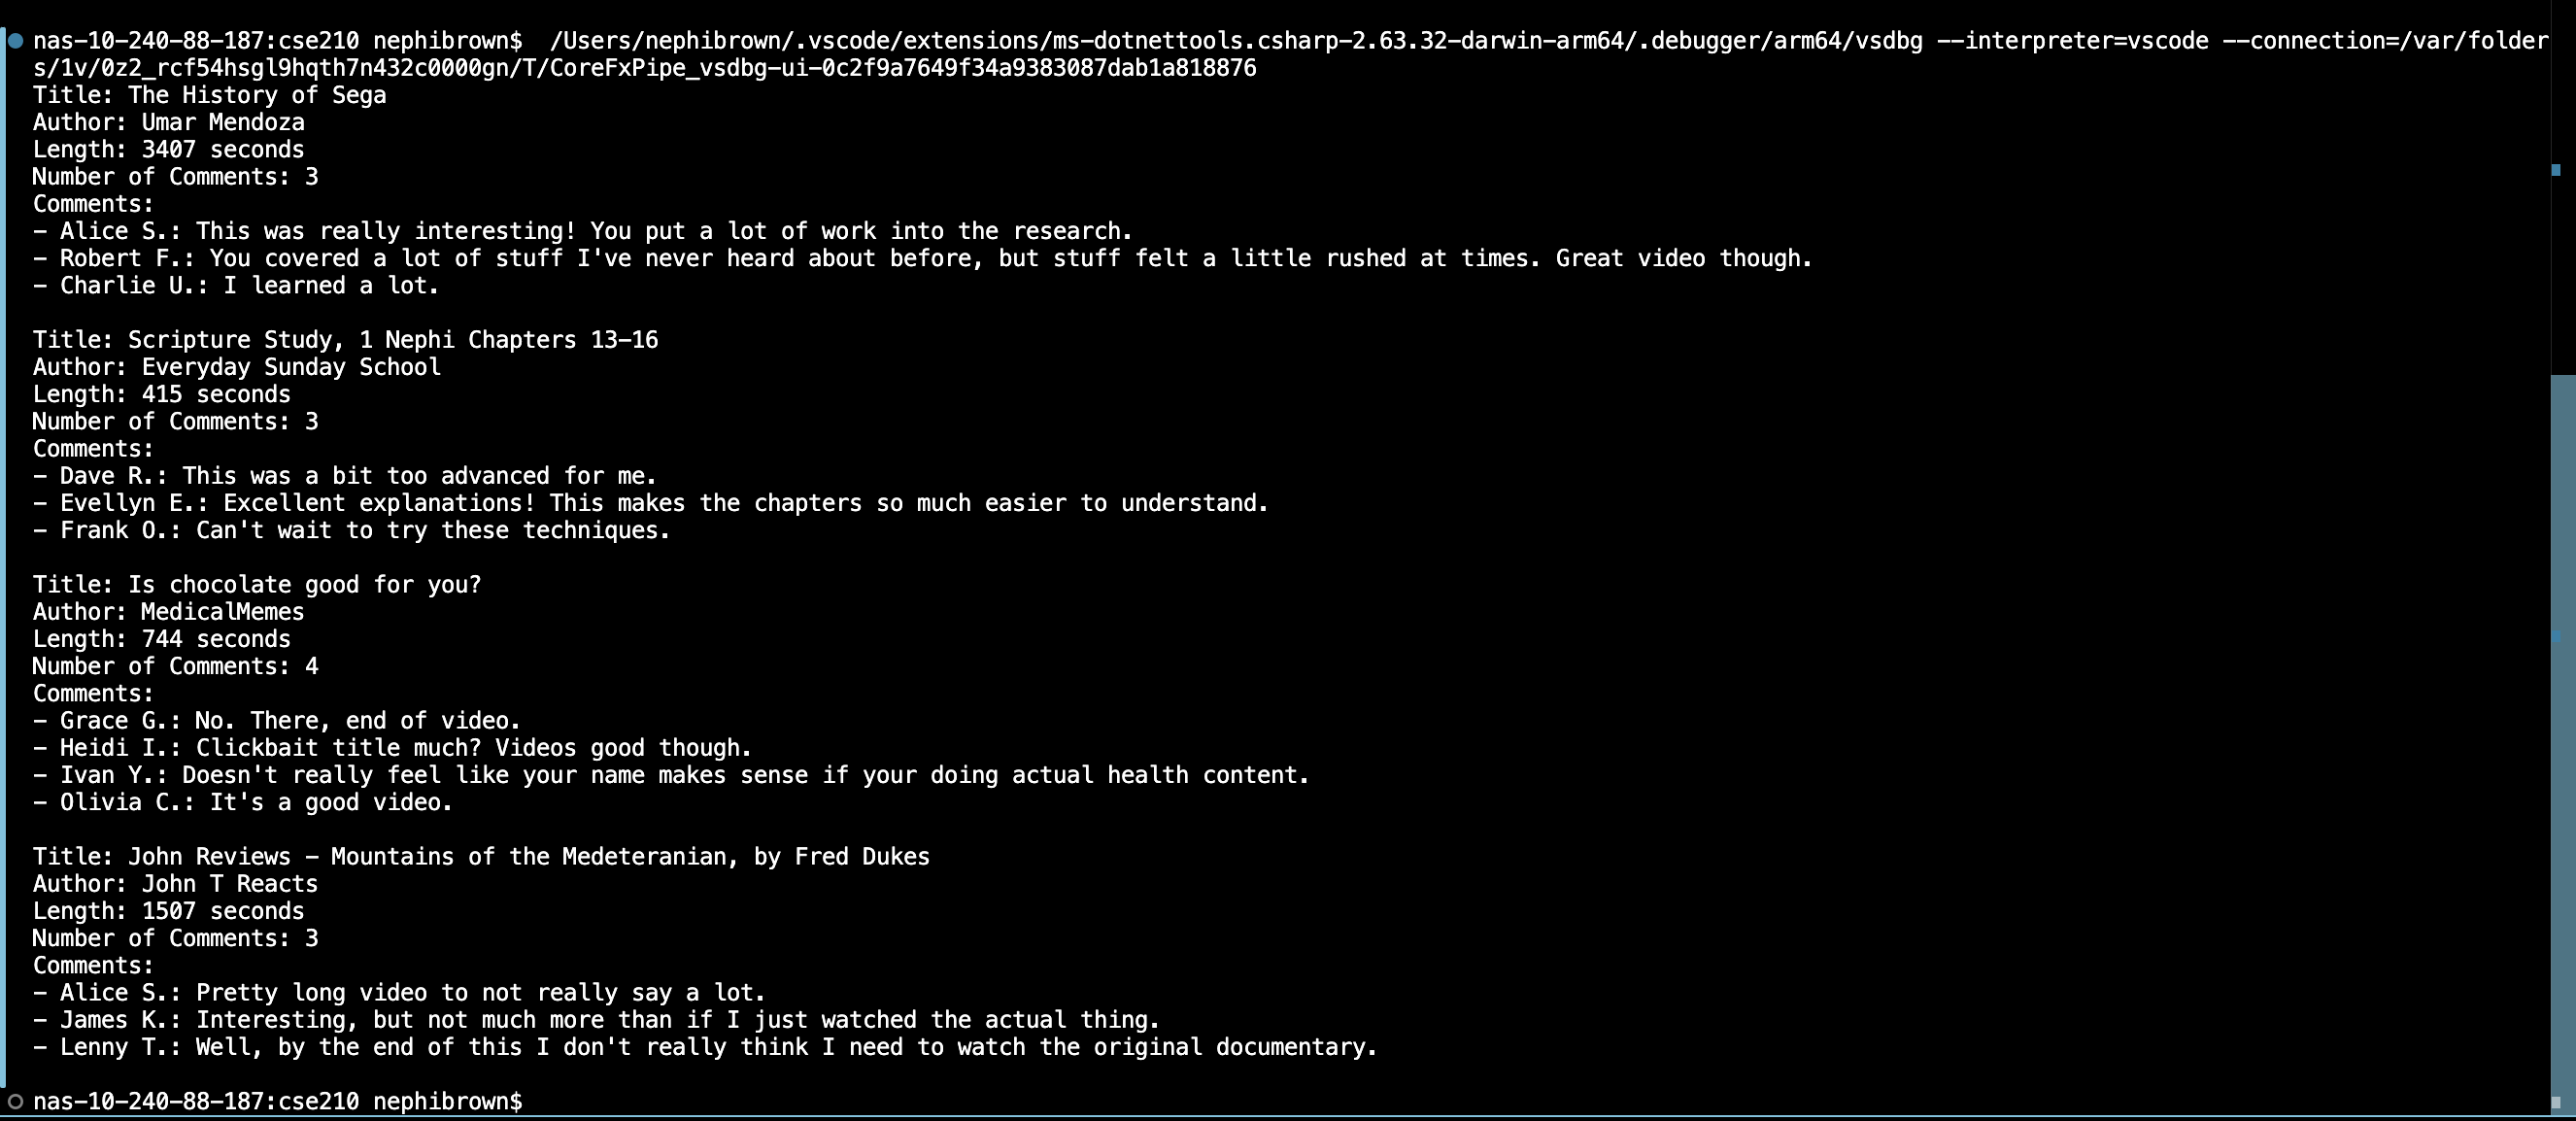 nas-10-240-88-187:cse210 nephibrown$  /Users/nephibrown/.vscode/extensions/ms-dotnettools.csharp-2.63.32-darwin-arm64/.debugger/arm64/vsdbg --interpreter=vscode --connection=/var/folder
s/1v/0z2_rcf54hsgl9hqth7n432c0000gn/T/CoreFxPipe_vsdbg-ui-0c2f9a7649f34a9383087dab1a818876
Title: The History of Sega
Author: Umar Mendoza
Length: 3407 seconds
Number of Comments: 3
Comments:
- Alice S.: This was really interesting! You put a lot of work into the research.
- Robert F.: You covered a lot of stuff I've never heard about before, but stuff felt a little rushed at times. Great video though.
- Charlie U.: I learned a lot.

Title: Scripture Study, 1 Nephi Chapters 13-16
Author: Everyday Sunday School
Length: 415 seconds
Number of Comments: 3
Comments:
- Dave R.: This was a bit too advanced for me.
- Evellyn E.: Excellent explanations! This makes the chapters so much easier to understand.
- Frank O.: Can't wait to try these techniques.

Title: Is chocolate good for you?
Author: MedicalMemes
Length: 744 seconds
Number of Comments: 4
Comments:
- Grace G.: No. There, end of video.
- Heidi I.: Clickbait title much? Videos good though.
- Ivan Y.: Doesn't really feel like your name makes sense if your doing actual health content.
- Olivia C.: It's a good video.

Title: John Reviews - Mountains of the Medeteranian, by Fred Dukes
Author: John T Reacts
Length: 1507 seconds
Number of Comments: 3
Comments:
- Alice S.: Pretty long video to not really say a lot.
- James K.: Interesting, but not much more than if I just watched the actual thing.
- Lenny T.: Well, by the end of this I don't really think I need to watch the original documentary.

nas-10-240-88-187:cse210 nephibrown$